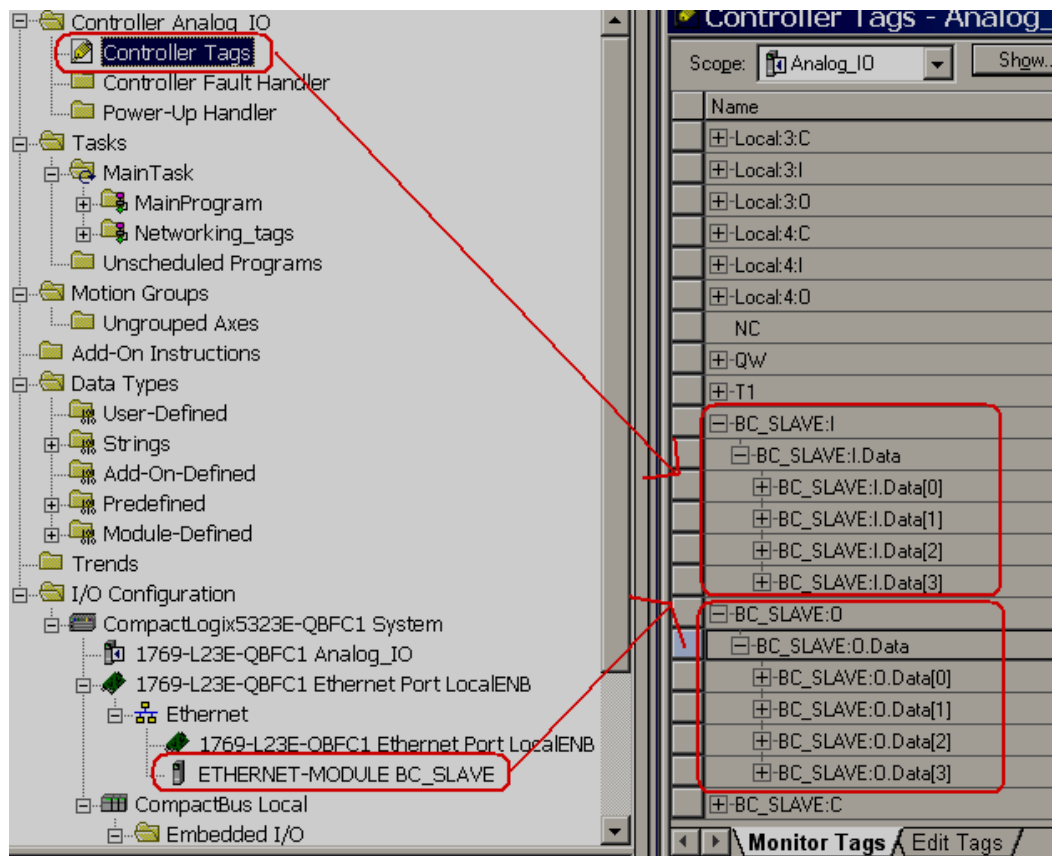 Controller Analog_IO
Controller Tags
Controller Fault Handler
Power-Up Handler
Tasks
MainTask
MainProgram
Networking_tags
Unscheduled Programs
Motion Groups
Ungrouped Axes
Add-On Instructions
Data Types
User-Defined
Strings
Add-On-Defined
Predefined
Module-Defined
Trends
I/O Configuration
CompactLogix5323E-QBFC1 System
1769-L23E-QBFC1 Analog_IO
1769-L23E-QBFC1 Ethernet Port LocalENB
Ethernet
1769-L23E-QBFC1 Ethernet Port LocalENB
ETHERNET-MODULE BC_SLAVE
CompactBus Local
Embedded I/O
Controller Tags - Analog_
Scope: Analog_IO Show...
Name
Local:3:C
Local:3:I
Local:3:O
Local:4:C
Local:4:I
Local:4:O
NC
QW
T1
BC_SLAVE:I
BC_SLAVE:I.Data
BC_SLAVE:I.Data[0]
BC_SLAVE:I.Data[1]
BC_SLAVE:I.Data[2]
BC_SLAVE:I.Data[3]
BC_SLAVE:O
BC_SLAVE:O.Data
BC_SLAVE:O.Data[0]
BC_SLAVE:O.Data[1]
BC_SLAVE:O.Data[2]
BC_SLAVE:O.Data[3]
BC_SLAVE:C
Monitor Tags Edit Tags